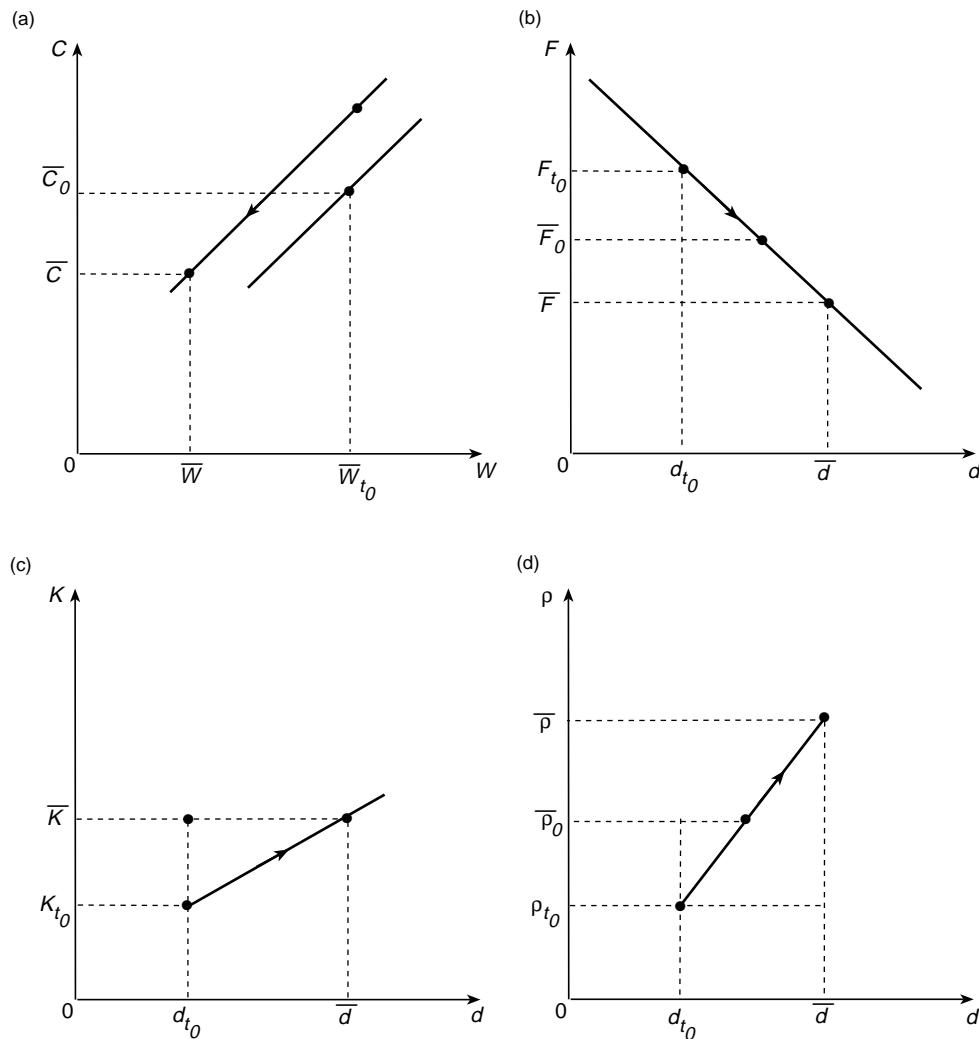 (a)
C
C̅₀
C̅
0
W̅
W̅ₜ₀
W
(b)
F
Fₜ₀
F̅₀
F̅
0
dₜ₀
d̅
d
(c)
K
K̅
Kₜ₀
0
dₜ₀
d̅
d
(d)
ρ
ρ̅
ρ̅₀
ρₜ₀
0
dₜ₀
d̅
d